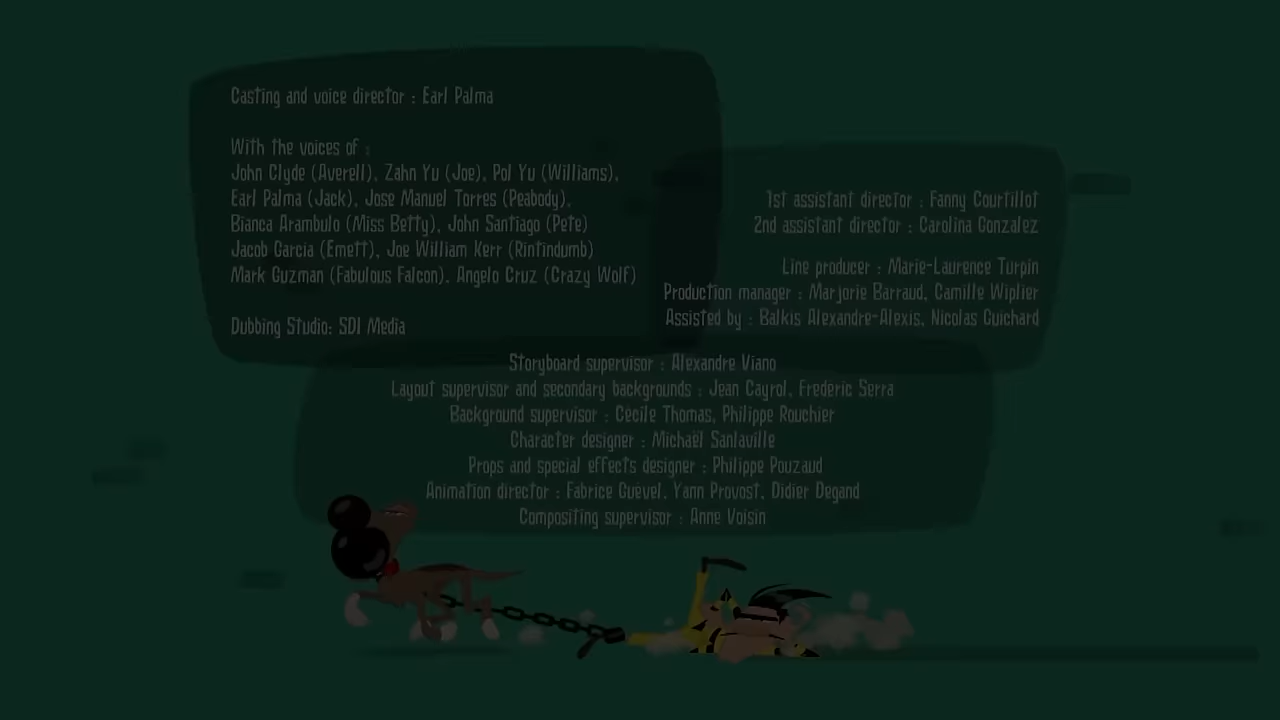 Casting and voice director : Earl Palma
With the voices of :
John Clyde (Averell), Zahn Yu (Joe), Pol Yu (Williams),
Earl Palma (Jack), Jose Manuel Torres (Peabody),
Bianca Arambulo (Miss Betty), John Santiago (Pete)
Jacob Garcia (Emett), Joe William Kerr (Rintindumb)
Mark Guzman (Fabulous Falcon), Angelo Cruz (Crazy Wolf)
Dubbing Studio: SDI Media
1st assistant director : Fanny Courtillot
2nd assistant director : Carolina Gonzalez
Line producer : Marie-Laurence Turpin
Production manager : Marjorie Barraud, Camille Wiplier
Assisted by : Balkis Alexandre-Alexis, Nicolas Guichard
Storyboard supervisor : Alexandre Viano
Layout supervisor and secondary backgrounds : Jean Cayrol, Frédéric Serra
Background supervisor : Cécile Thomas, Philippe Rouchier
Character designer : Michaël Sanlaville
Props and special effects designer : Philippe Pouzaud
Animation director : Fabrice Guével, Yann Provost, Didier Degand
Compositing supervisor : Anne Voisin